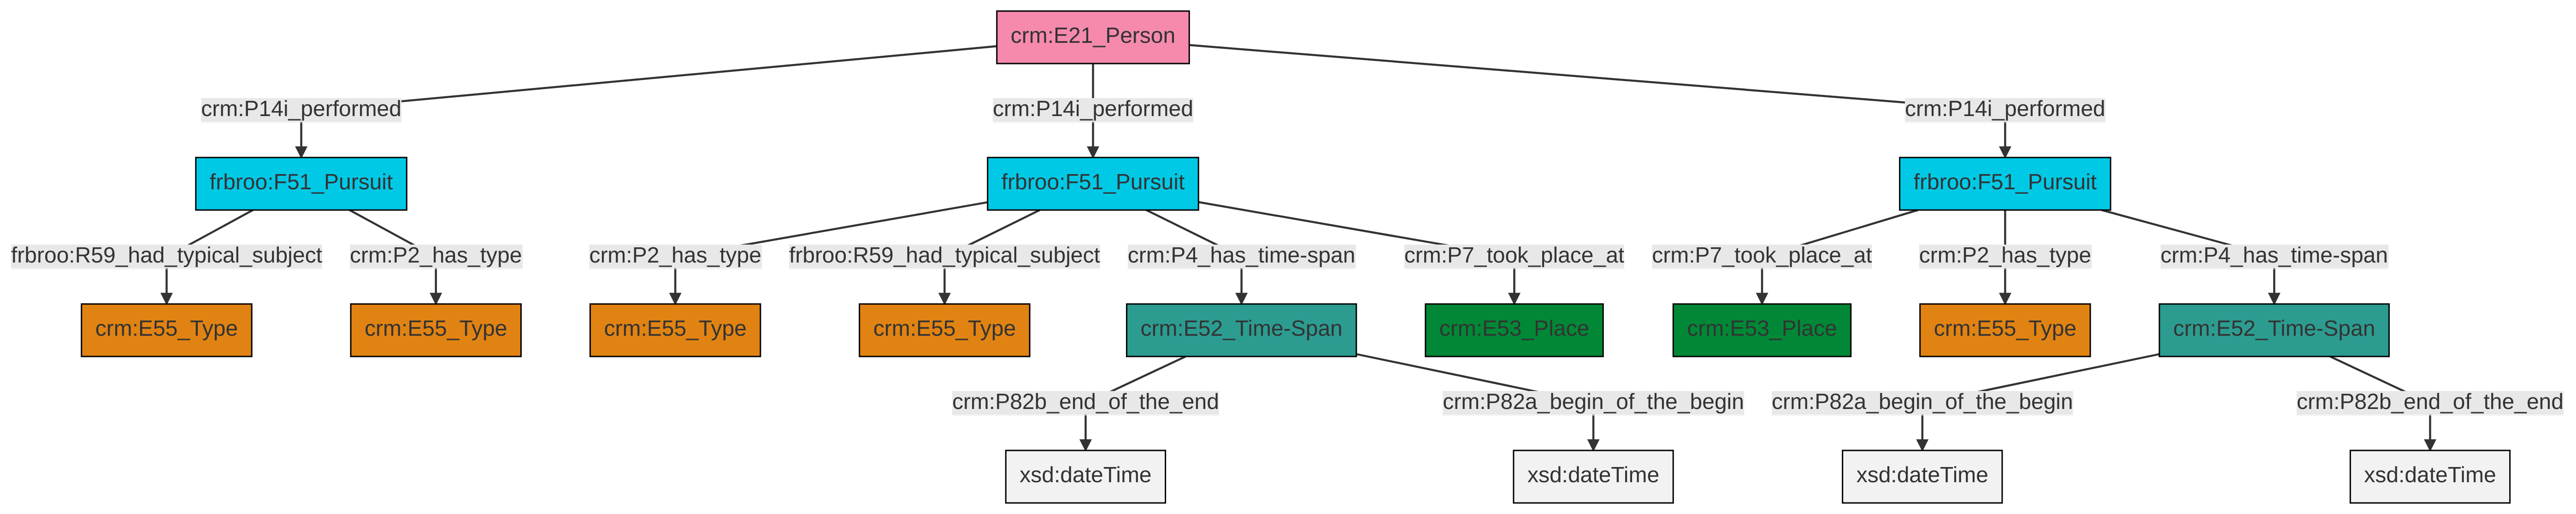 crm:E21_Person
crm:P14i_performed crm:P14i_performed crm:P14i_performed
frbroo:F51_Pursuit frbroo:F51_Pursuit frbroo:F51_Pursuit
frbroo:R59_had_typical_subject crm:P2_has_type crm:P2_has_type frbroo:R59_had_typical_subject crm:P4_has_time-span crm:P7_took_place_at crm:P7_took_place_at crm:P2_has_type crm:P4_has_time-span
crm:E55_Type crm:E55_Type crm:E55_Type crm:E55_Type crm:E52_Time-Span crm:E53_Place crm:E53_Place crm:E55_Type crm:E52_Time-Span
crm:P82b_end_of_the_end crm:P82a_begin_of_the_begin crm:P82a_begin_of_the_begin crm:P82b_end_of_the_end
xsd:dateTime xsd:dateTime xsd:dateTime xsd:dateTime